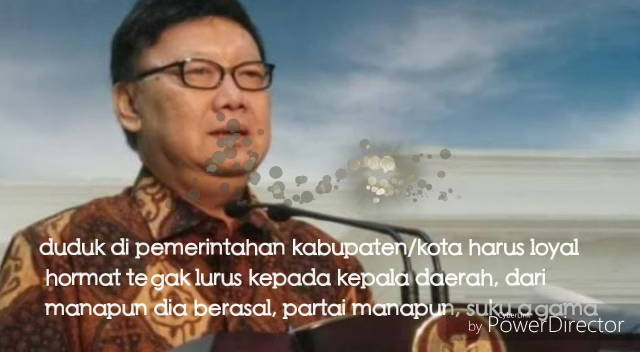 duduk di pemerintahan kabupaten/kota harus loyal
hormat tegak lurus kepada kepala daerah, dari
manapun dia berasal, partai manapun, suku agama
CyberLink
by PowerDirector